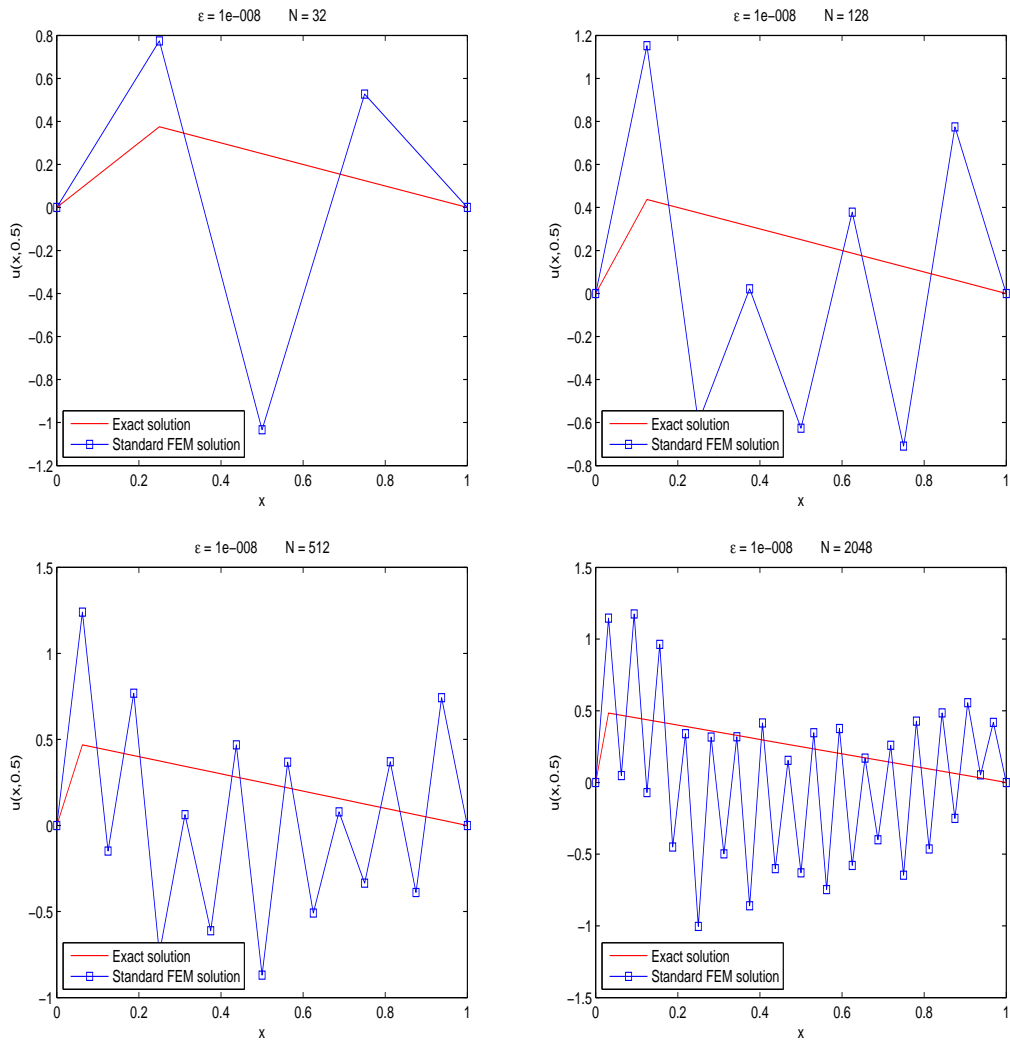 ε = 1e−008 N = 32
0.8
0.6
0.4
0.2
0
−0.2
−0.4
−0.6
−0.8
−1
−1.2
u(x,0.5)
Exact solution
Standard FEM solution
0 0.2 0.4 0.6 0.8 1
x
ε = 1e−008 N = 128
1.2
1
0.8
0.6
0.4
0.2
0
−0.2
−0.4
−0.6
−0.8
u(x,0.5)
Exact solution
Standard FEM solution
0 0.2 0.4 0.6 0.8 1
x
ε = 1e−008 N = 512
1.5
1
0.5
0
−0.5
−1
u(x,0.5)
Exact solution
Standard FEM solution
0 0.2 0.4 0.6 0.8 1
x
ε = 1e−008 N = 2048
1.5
1
0.5
0
−0.5
−1
−1.5
u(x,0.5)
Exact solution
Standard FEM solution
0 0.2 0.4 0.6 0.8 1
x